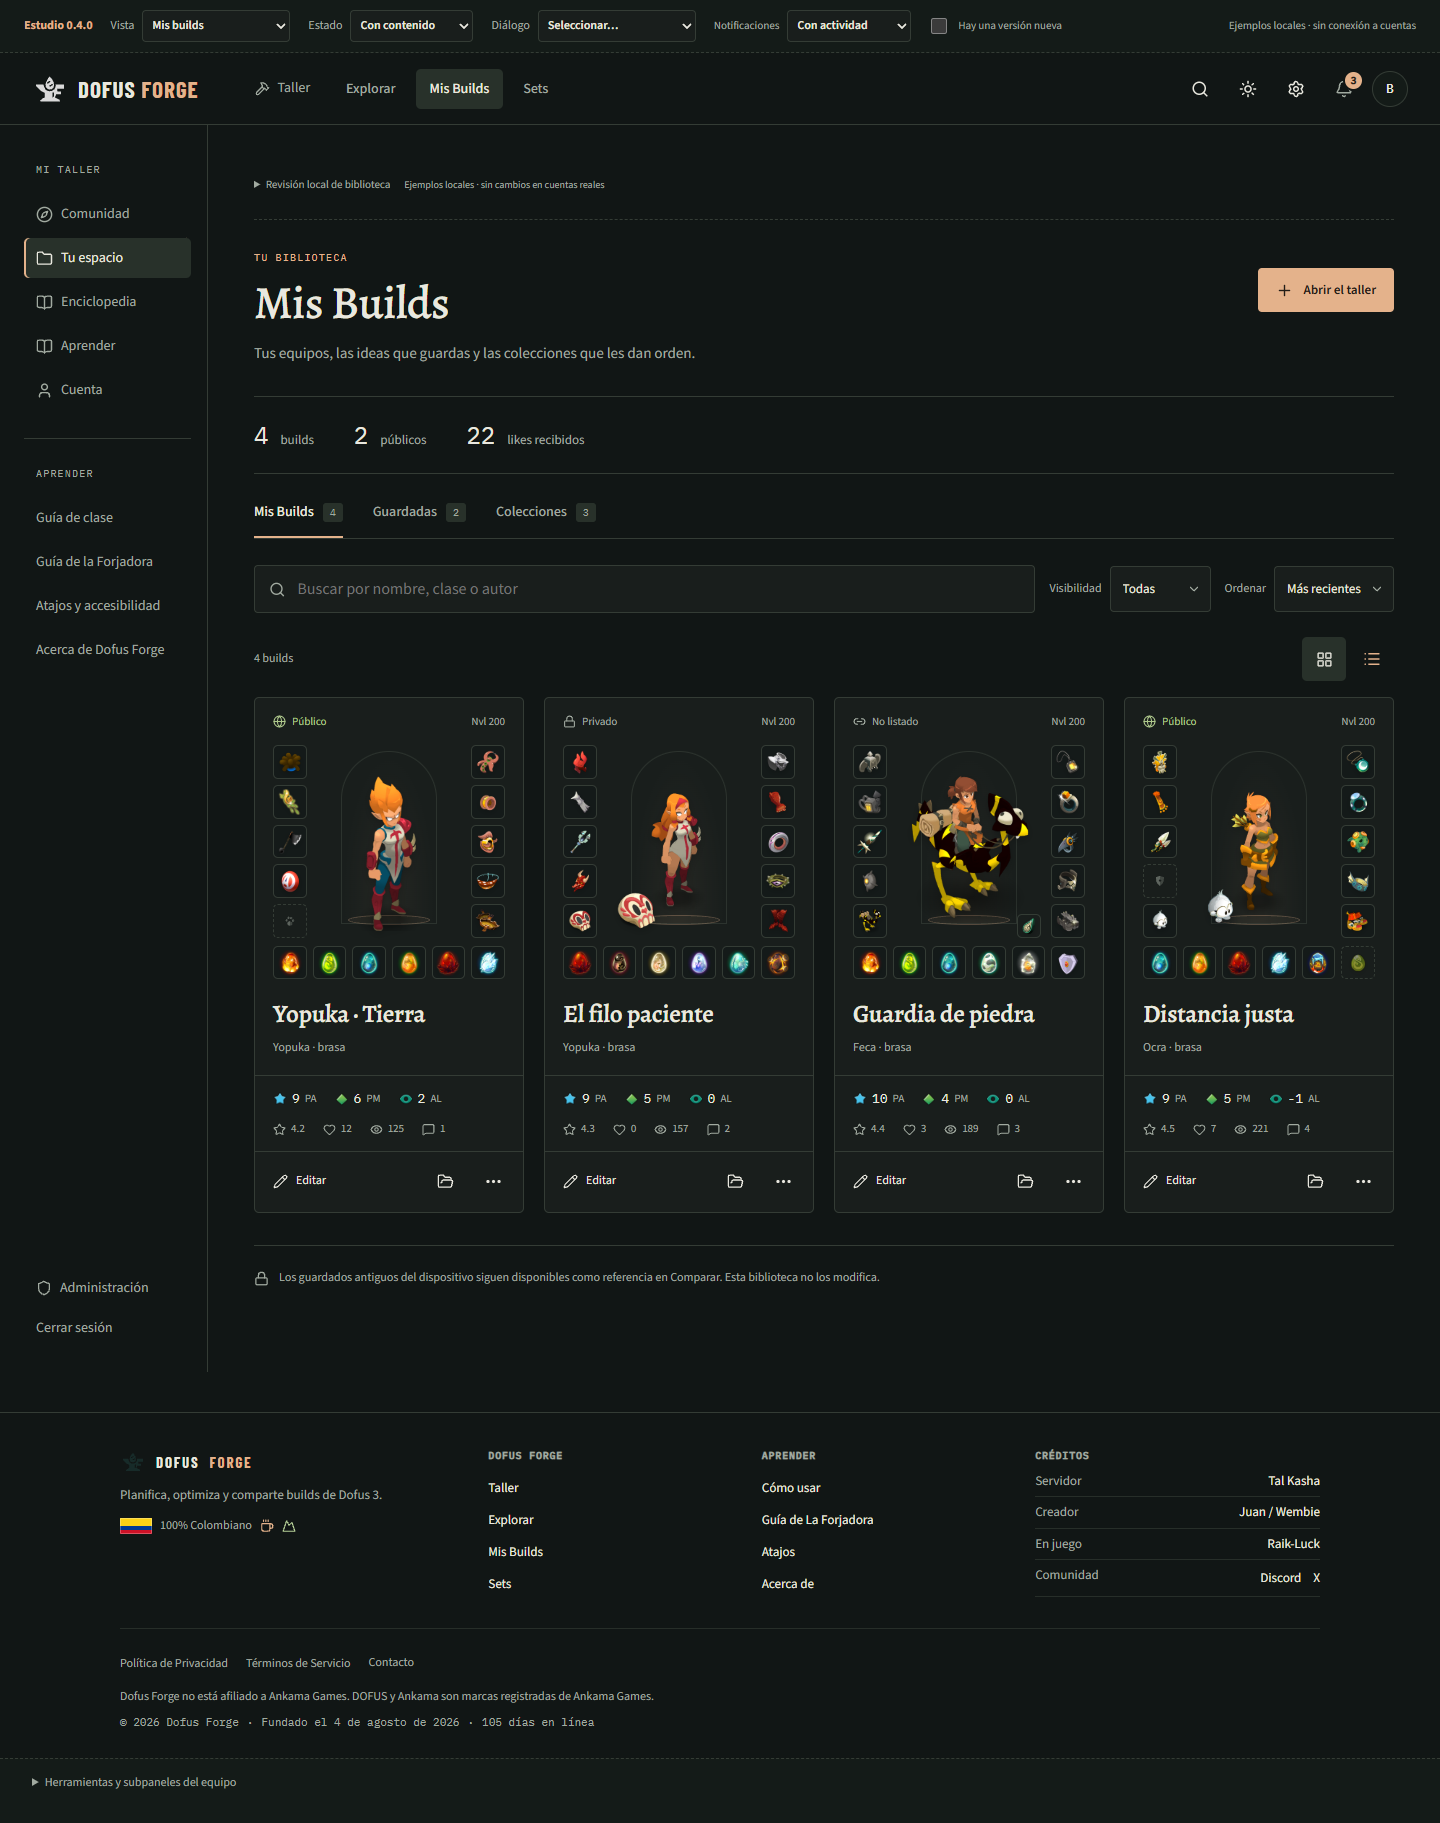 Estudio 0.4.0 Vista Mis builds Estado Con contenido Diálogo Seleccionar... Notificaciones Con actividad Hay una versión nueva Ejemplos locales · sin conexión a cuentas
DOFUS FORGE Taller Explorar Mis Builds Sets 3 B
MI TALLER
Comunidad
Tu espacio
Enciclopedia
Aprender
Cuenta
APRENDER
Guía de clase
Guía de la Forjadora
Atajos y accesibilidad
Acerca de Dofus Forge
Administración
Cerrar sesión
Revisión local de biblioteca Ejemplos locales · sin cambios en cuentas reales
TU BIBLIOTECA
Mis Builds
Abrir el taller
Tus equipos, las ideas que guardas y las colecciones que les dan orden.
4 builds 2 públicos 22 likes recibidos
Mis Builds 4 Guardadas 2 Colecciones 3
Buscar por nombre, clase o autor Visibilidad Todas Ordenar Más recientes
4 builds
Público Nvl 200
Yopuka · Tierra
Yopuka · brasa
9 PA 6 PM 2 AL
4.2 12 125 1
Editar
Privado Nvl 200
El filo paciente
Yopuka · brasa
9 PA 5 PM 0 AL
4.3 0 157 2
Editar
No listado Nvl 200
Guardia de piedra
Feca · brasa
10 PA 4 PM 0 AL
4.4 3 189 3
Editar
Público Nvl 200
Distancia justa
Ocra · brasa
9 PA 5 PM -1 AL
4.5 7 221 4
Editar
Los guardados antiguos del dispositivo siguen disponibles como referencia en Comparar. Esta biblioteca no los modifica.
DOFUS FORGE
Planifica, optimiza y comparte builds de Dofus 3.
100% Colombiano
DOFUS FORGE
Taller
Explorar
Mis Builds
Sets
APRENDER
Cómo usar
Guía de La Forjadora
Atajos
Acerca de
CRÉDITOS
Servidor Tal Kasha
Creador Juan / Wembie
En juego Raik-Luck
Comunidad Discord X
Política de Privacidad Términos de Servicio Contacto
Dofus Forge no está afiliado a Ankama Games. DOFUS y Ankama son marcas registradas de Ankama Games.
© 2026 Dofus Forge · Fundado el 4 de agosto de 2026 · 105 días en línea
Herramientas y subpaneles del equipo